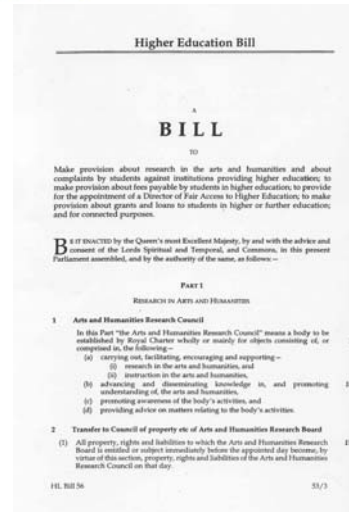 Higher Education Bill
A
BILL
TO
Make provision about research in the arts and humanities and about
complaints by students against institutions providing higher education; to
make provision about fees payable by students in higher education; to provide
for the appointment of a Director of Fair Access to Higher Education; to make
provision about grants and loans to students in higher or further education;
and for connected purposes.
BE IT ENACTED by the Queen's most Excellent Majesty, by and with the advice and
consent of the Lords Spiritual and Temporal, and Commons, in this present
Parliament assembled, and by the authority of the same, as follows:—
PART 1
RESEARCH IN ARTS AND HUMANITIES
1 Arts and Humanities Research Council
In this Part "the Arts and Humanities Research Council" means a body to be
established by Royal Charter wholly or mainly for objects consisting of, or
comprised in, the following—
(a) carrying out, facilitating, encouraging and supporting—
(i) research in the arts and humanities, and
(ii) instruction in the arts and humanities,
(b) advancing and disseminating knowledge in, and promoting
understanding of, the arts and humanities,
(c) promoting awareness of the body's activities, and
(d) providing advice on matters relating to the body's activities.
2 Transfer to Council of property etc of Arts and Humanities Research Board
(1) All property, rights and liabilities to which the Arts and Humanities Research
Board is entitled or subject immediately before the appointed day become, by
virtue of this section, property, rights and liabilities of the Arts and Humanities
Research Council on that day.
HL Bill 56 53/3